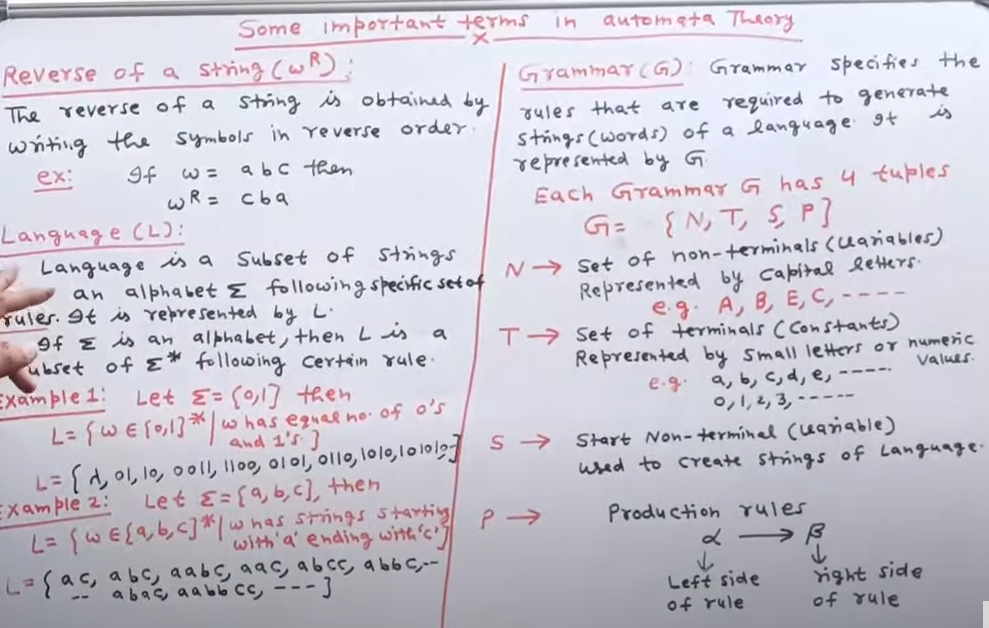 Some important terms in automata Theory
x
Reverse of a string (w^R):
The reverse of a string is obtained by
writing the symbols in reverse order.
ex: If w = abc then
w^R = cba
Language (L):
Language is a subset of strings
an alphabet Σ following specific set of
rules. It is represented by L.
If Σ is an alphabet, then L is a
ubset of Σ* following certain rule.
Example 1: Let Σ = {0,1} then
L = {w ∈ {0,1}* | w has equal no. of 0's
and 1's.}
L = {λ, 01, 10, 0011, 1100, 0101, 0110, 1010, 101010--}
Example 2: Let Σ = {a,b,c}, then
L = {w ∈ {a,b,c}* | w has strings starting
with 'a' ending with 'c'}
L = {ac, abc, aabc, aac, abcc, abbc,--
-- abac, aabbcc, ---}
Grammar (G): Grammar specifies the
rules that are required to generate
strings (words) of a language. It is
represented by G.
Each Grammar G has 4 tuples
G = {N, T, S, P}
N → Set of non-terminals (variables)
Represented by capital letters.
e.g. A, B, E, C, ----
T → Set of terminals (constants)
Represented by small letters or numeric
values.
e.g. a, b, c, d, e, ----
0, 1, 2, 3, -----
S → Start Non-terminal (variable)
used to create strings of Language.
P → Production rules
α → β
↓ ↓
Left side right side
of rule of rule